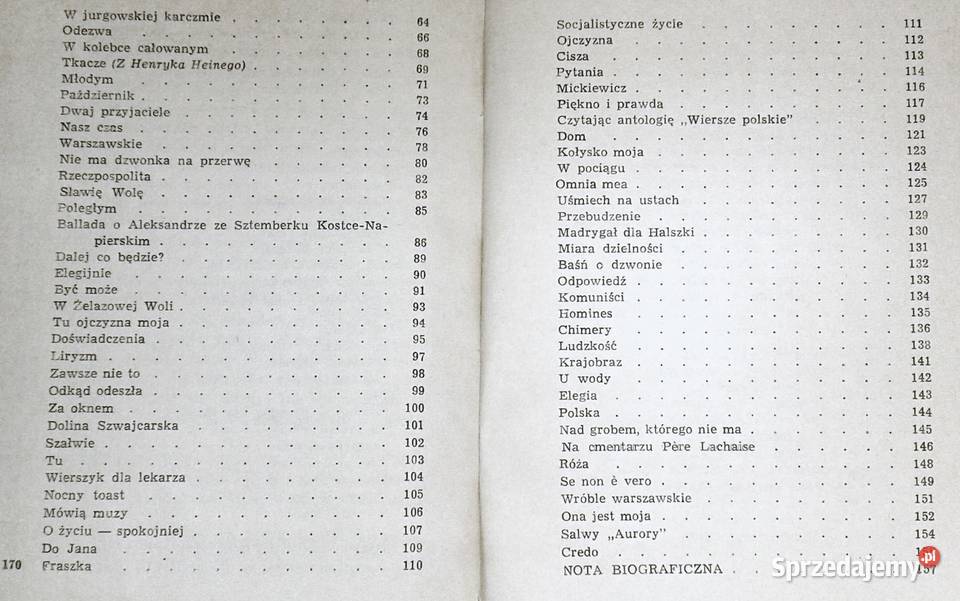 W jurgowskiej karczmie . . . . . . . 64
Odezwa . . . . . . . . . 66
W kolebce całowanym . . . . . . . 68
Tkacze (Z Henryka Heinego) . . . . . . 69
Młodym . . . . . . . . . 71
Październik . . . . . . . . . 73
Dwaj przyjaciele . . . . . . . . 74
Nasz czas . . . . . . . . . 76
Warszawskie . . . . . . . . 78
Nie ma dzwonka na przerwę . . . . . 80
Rzeczpospolita . . . . . . . . 82
Sławię Wolę . . . . . . . . 83
Poległym . . . . . . . . . 85
Ballada o Aleksandrze ze Sztemberku Kostce-Na-
pierskim . . . . . . . . 86
Dalej co będzie? . . . . . . . . 89
Elegijnie . . . . . . . . . 90
Być może . . . . . . . . . 91
W Żelazowej Woli . . . . . . . . 93
Tu ojczyzna moja . . . . . . . . 94
Doświadczenia . . . . . . . . 95
Liryzm . . . . . . . . . . 97
Zawsze nie to . . . . . . . . 98
Odkąd odeszła . . . . . . . . 99
Za oknem . . . . . . . . . 100
Dolina Szwajcarska . . . . . . . 101
Szałwie . . . . . . . . . . 102
Tu . . . . . . . . . . . 103
Wierszyk dla lekarza . . . . . . . 104
Nocny toast . . . . . . . . . 105
Mówią muzy . . . . . . . . . 106
O życiu — spokojniej . . . . . . . 107
Do Jana . . . . . . . . . 109
170 Fraszka . . . . . . . . . 110
Socjalistyczne życie . . . . . . . 111
Ojczyzna . . . . . . . . . 112
Cisza . . . . . . . . . . 113
Pytania . . . . . . . . . . 114
Mickiewicz . . . . . . . . . 116
Piękno i prawda . . . . . . . . 117
Czytając antologię „Wiersze polskie” . . . . 119
Dom . . . . . . . . . . 121
Kołysko moja . . . . . . . . 123
W pociągu . . . . . . . . . 124
Omnia mea . . . . . . . . . 125
Uśmiech na ustach . . . . . . . 127
Przebudzenie . . . . . . . . 129
Madrygał dla Halszki . . . . . . . 130
Miara dzielności . . . . . . . . 131
Baśń o dzwonie . . . . . . . . 132
Odpowiedź . . . . . . . . . 133
Komuniści . . . . . . . . . 134
Homines . . . . . . . . . 135
Chimery . . . . . . . . . 136
Ludzkość . . . . . . . . . 138
Krajobraz . . . . . . . . . 141
U wody . . . . . . . . . 142
Elegia . . . . . . . . . . 143
Polska . . . . . . . . . . 144
Nad grobem, którego nie ma . . . . . . 145
Na cmentarzu Père Lachaise . . . . . 146
Róża . . . . . . . . . . 148
Se non è vero . . . . . . . . 149
Wróble warszawskie . . . . . . . 151
Ona jest moja . . . . . . . . 152
Salwy „Aurory” . . . . . . . . 154
Credo . . . . . . . . . .
NOTA BIOGRAFICZNA . . . . . . 157
Sprzedajemy .pl